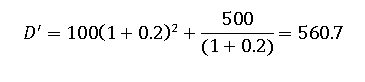 D′ = 100(1 + 0.2)² + 500/(1 + 0.2) = 560.7